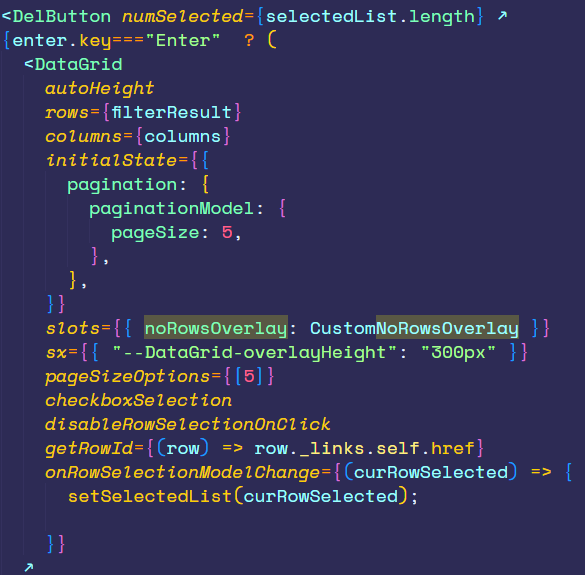 <DelButton numSelected={selectedList.length} />
{enter.key==="Enter"  ? (
  <DataGrid
    autoHeight
    rows={filterResult}
    columns={columns}
    initialState={{
      pagination: {
        paginationModel: {
          pageSize: 5,
        },
      },
    }}
    slots={{ noRowsOverlay: CustomNoRowsOverlay }}
    sx={{ "--DataGrid-overlayHeight": "300px" }}
    pageSizeOptions={[5]}
    checkboxSelection
    disableRowSelectionOnClick
    getRowId={(row) => row._links.self.href}
    onRowSelectionModelChange={(curRowSelected) => {
      setSelectedList(curRowSelected);
    }}
  />